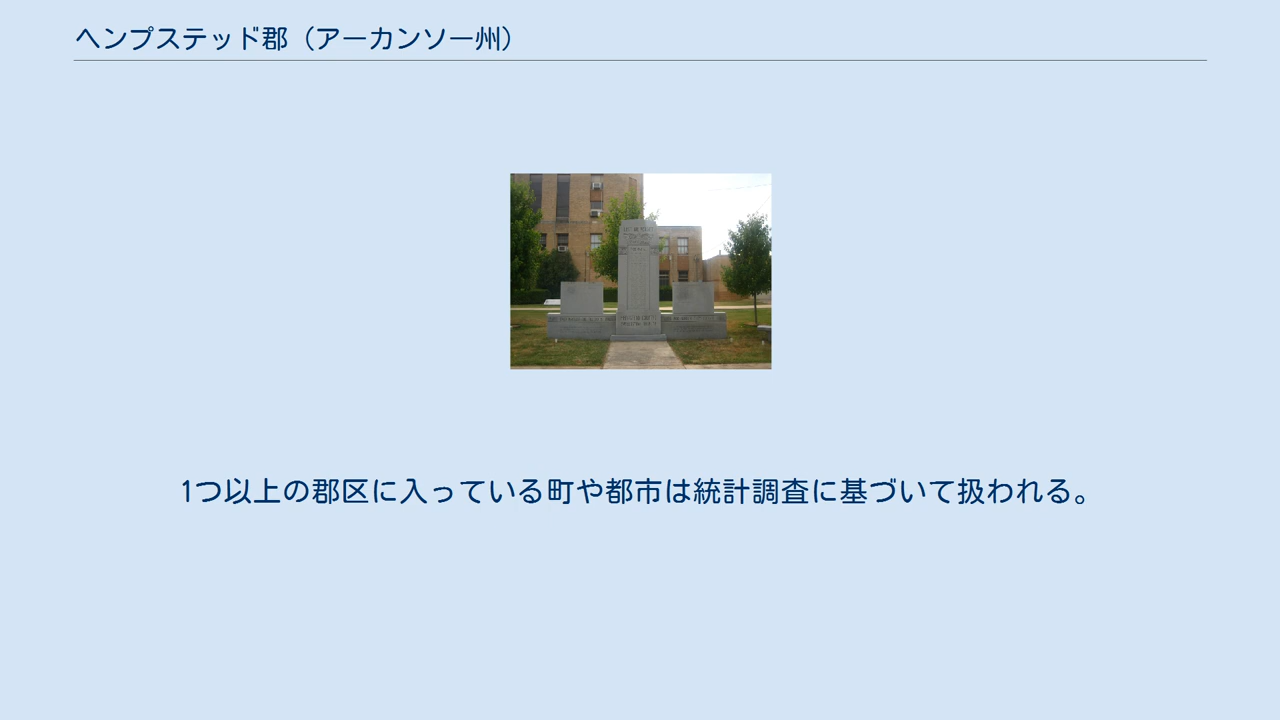 ヘンプステッド郡（アーカンソー州）
1つ以上の郡区に入っている町や都市は統計調査に基づいて扱われる。